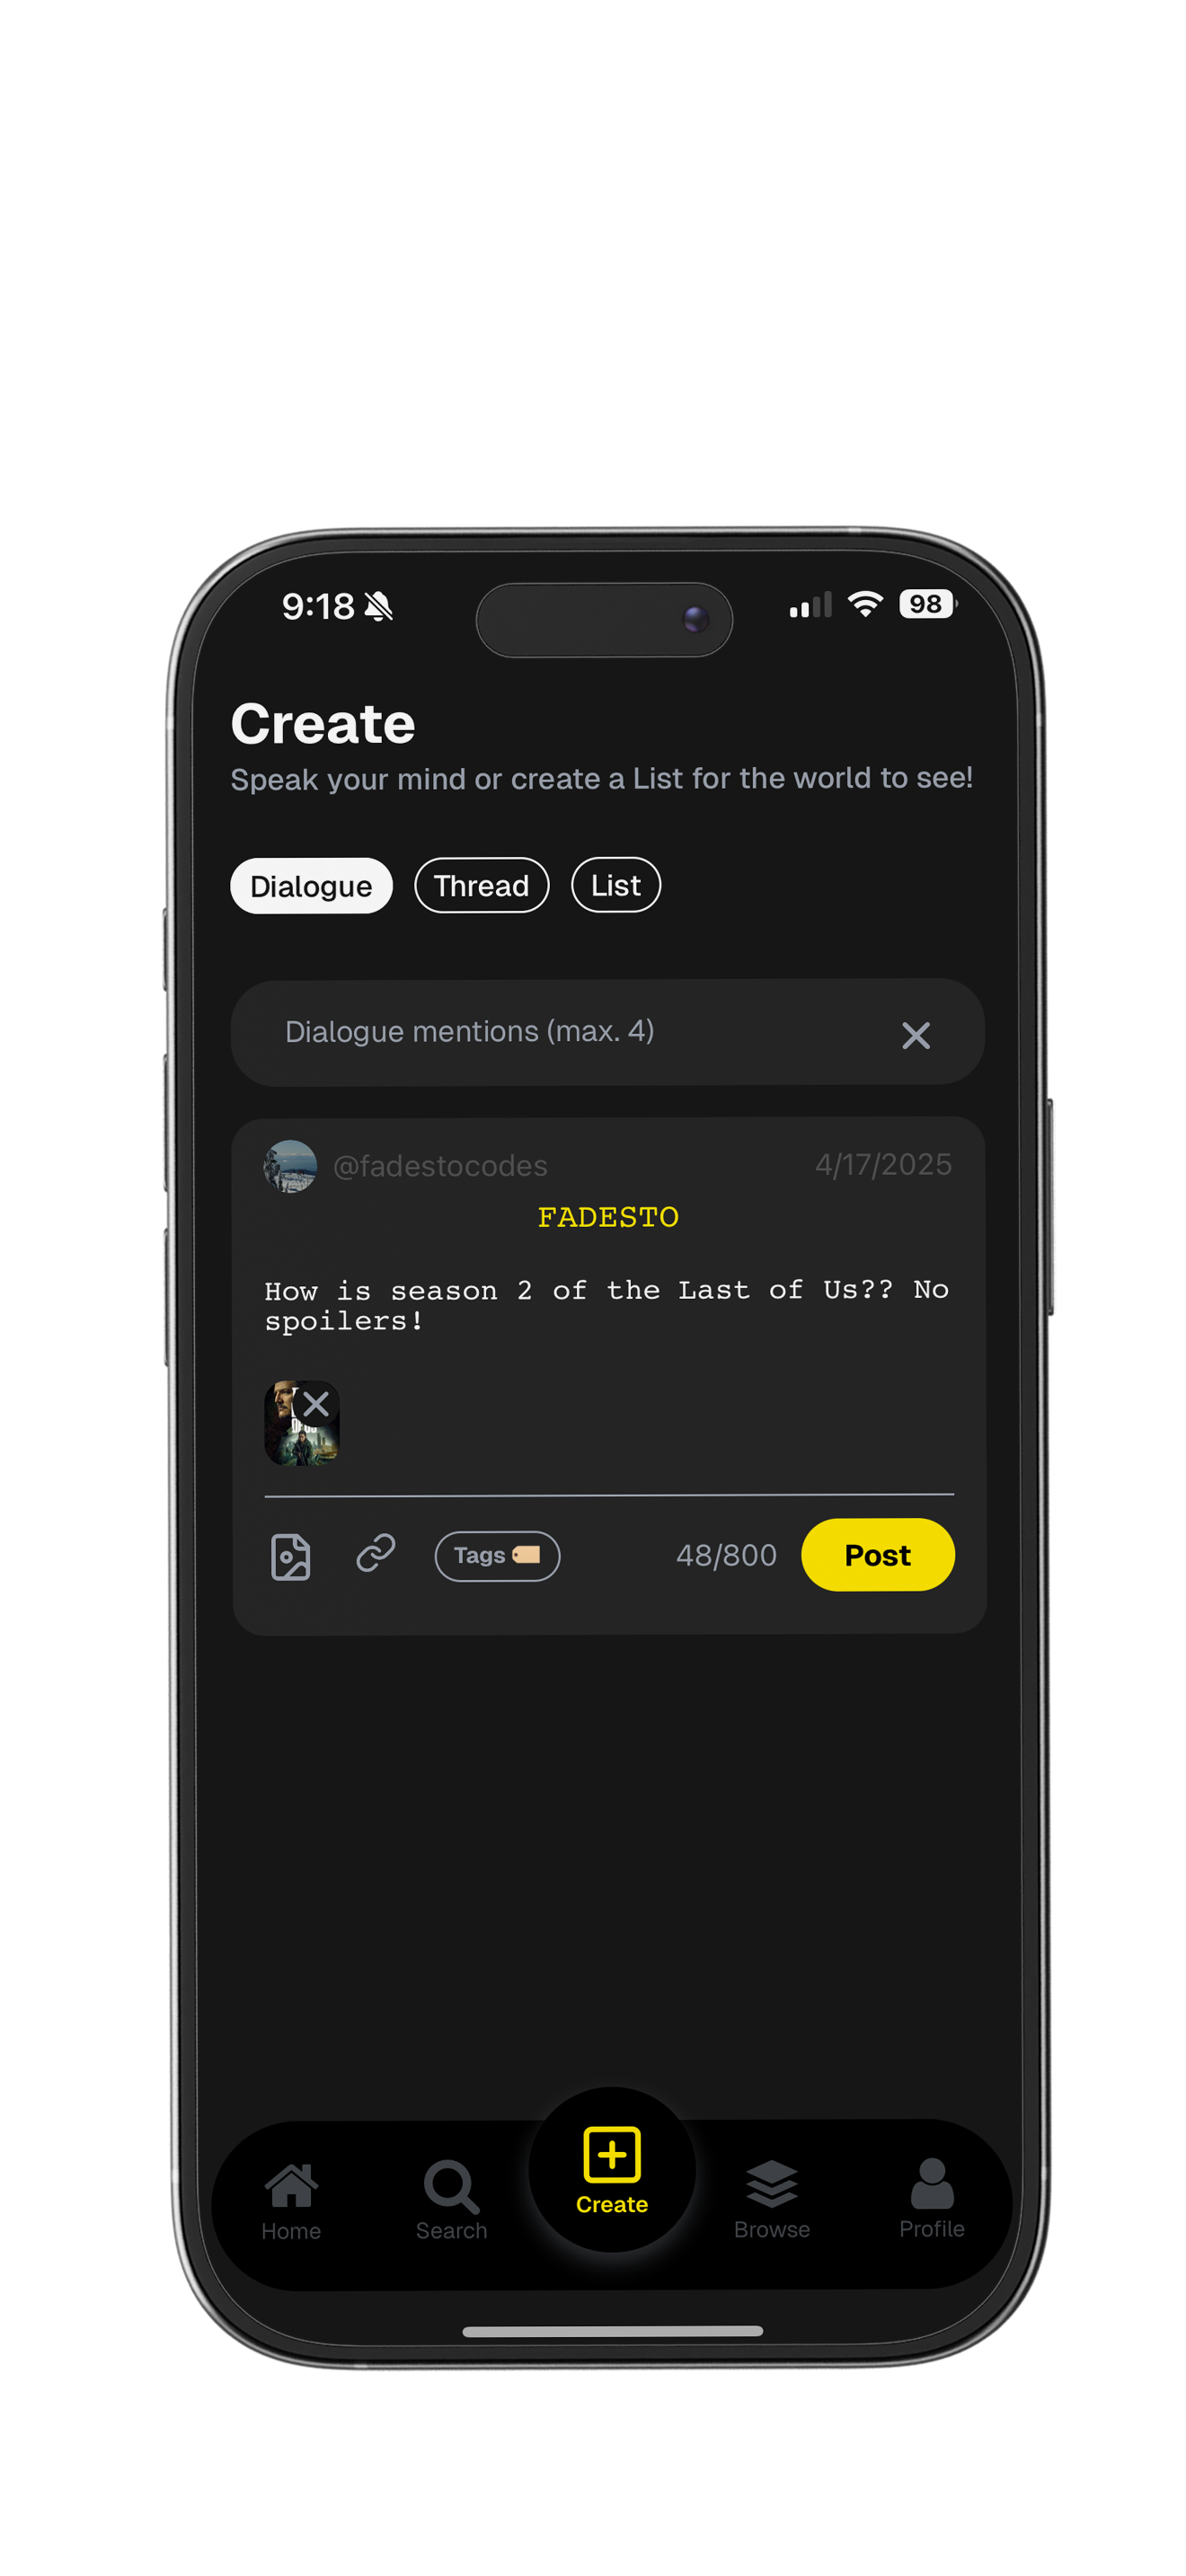 9:18
98
Create
Speak your mind or create a List for the world to see!
Dialogue Thread List
Dialogue mentions (max. 4)
@fadestocodes 4/17/2025
FADESTO
How is season 2 of the Last of Us?? No
spoilers!
Tags 48/800 Post
Home Search Create Browse Profile